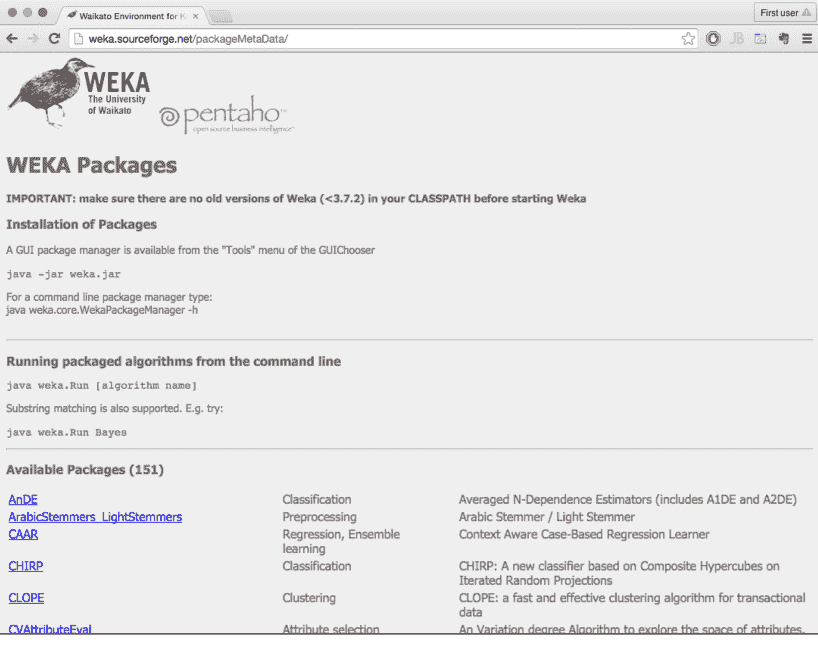 Waikato Environment for K
First user
weka.sourceforge.net/packageMetaData/
JB
WEKA
The University
of Waikato
pentaho™
open source business intelligence™
WEKA Packages
IMPORTANT: make sure there are no old versions of Weka (<3.7.2) in your CLASSPATH before starting Weka
Installation of Packages
A GUI package manager is available from the "Tools" menu of the GUIChooser
java -jar weka.jar
For a command line package manager type:
java weka.core.WekaPackageManager -h
Running packaged algorithms from the command line
java weka.Run [algorithm name]
Substring matching is also supported. E.g. try:
java weka.Run Bayes
Available Packages (151)
AnDE Classification Averaged N-Dependence Estimators (includes A1DE and A2DE)
ArabicStemmers_LightStemmers Preprocessing Arabic Stemmer / Light Stemmer
CAAR Regression, Ensemble Context Aware Case-Based Regression Learner
learning
CHIRP Classification CHIRP: A new classifier based on Composite Hypercubes on
Iterated Random Projections
CLOPE Clustering CLOPE: a fast and effective clustering algorithm for transactional
data
CVAttributeEval Attribute selection An Variation degree Algorithm to explore the space of attributes.